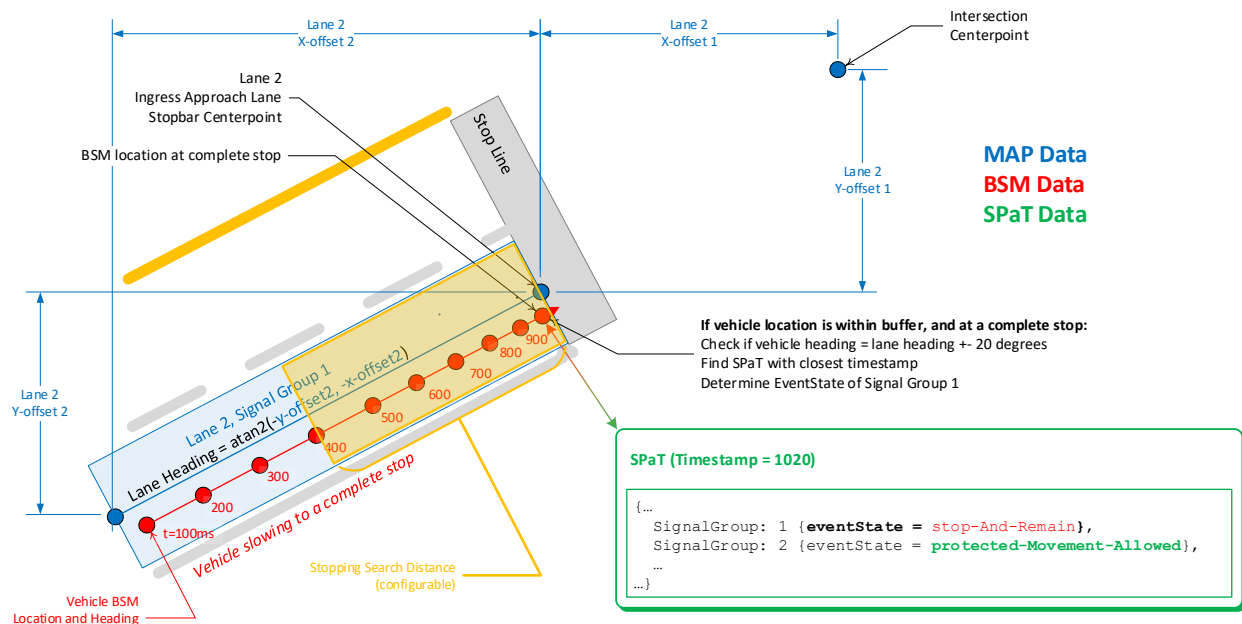 Lane 2
X-offset 2
Lane 2
X-offset 1
Intersection
Centerpoint
Lane 2
Ingress Approach Lane
Stopbar Centerpoint
BSM location at complete stop
Stop Line
Lane 2
Y-offset 1
MAP Data
BSM Data
SPaT Data
Lane 2
Y-offset 2
Lane 2, Signal Group 1
Lane Heading = atan2(-y-offset2, -x-offset2)
t=100ms
200
300
400
500
600
700
800
900
Vehicle slowing to a complete stop
If vehicle location is within buffer, and at a complete stop:
Check if vehicle heading = lane heading +- 20 degrees
Find SPaT with closest timestamp
Determine EventState of Signal Group 1
SPaT (Timestamp = 1020)
{…
SignalGroup: 1 {eventState = stop-And-Remain},
SignalGroup: 2 {eventState = protected-Movement-Allowed},
…
…}
Stopping Search Distance
(configurable)
Vehicle BSM
Location and Heading